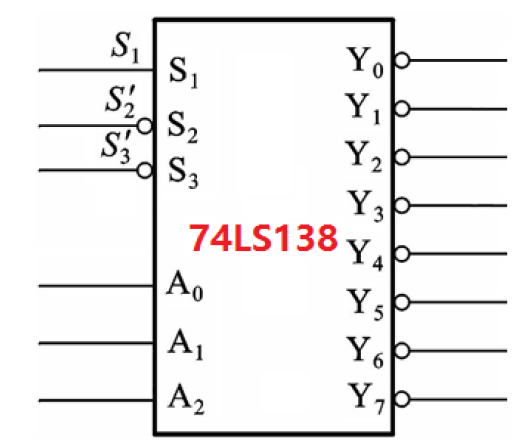 S₁
S₁
S₂′
S₂
S₃′
S₃
74LS138
A₀
A₁
A₂
Y₀
Y₁
Y₂
Y₃
Y₄
Y₅
Y₆
Y₇